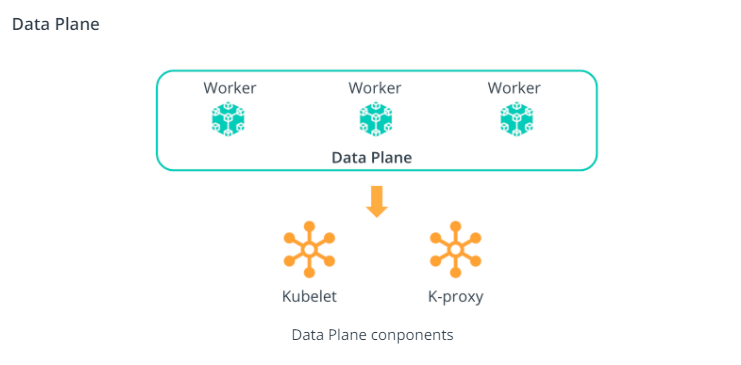 Data Plane
Worker Worker Worker
Data Plane
Kubelet K-proxy
Data Plane conponents